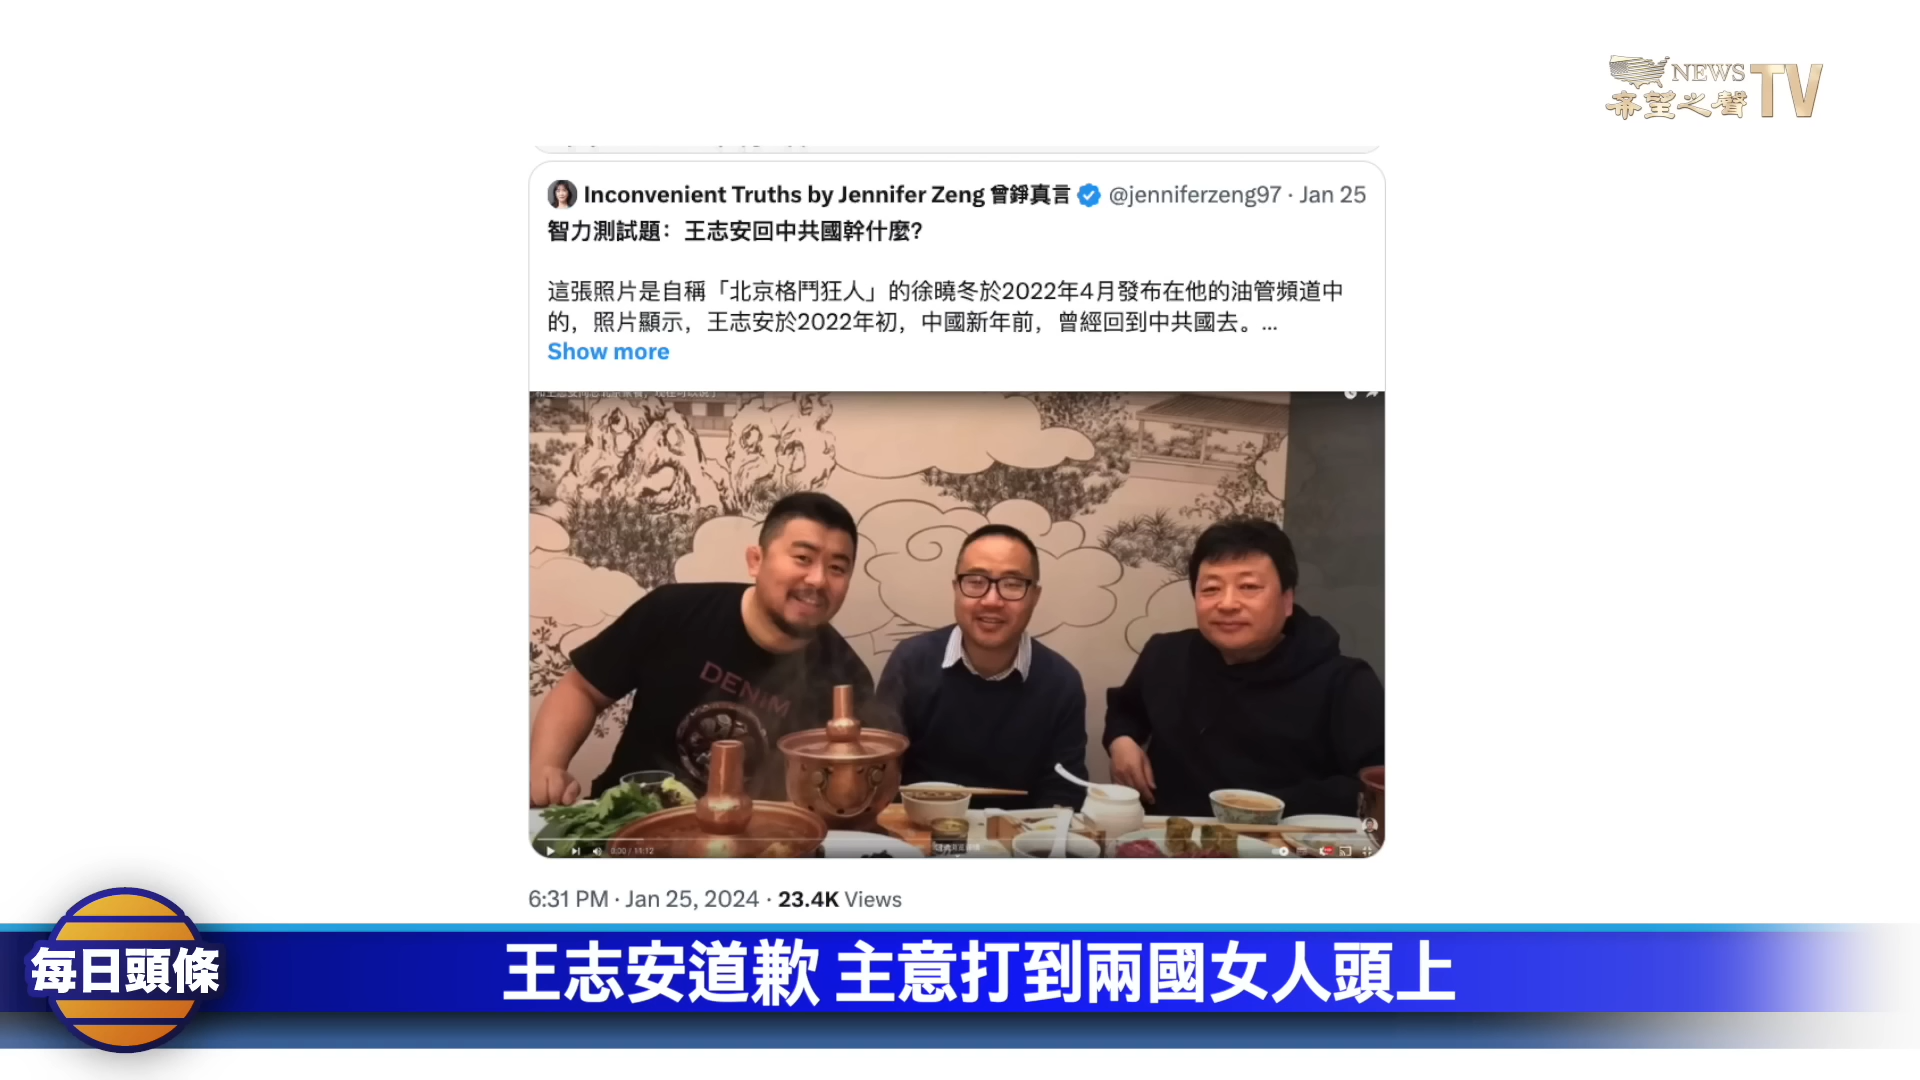 NEWS
希望之聲 TV
Inconvenient Truths by Jennifer Zeng 曾錚真言 @jenniferzeng97 · Jan 25
智力測試題：王志安回中共國幹什麼?
這張照片是自稱「北京格鬥狂人」的徐曉冬於2022年4月發布在他的油管頻道中
的，照片顯示，王志安於2022年初，中國新年前，曾經回到中共國去。...
Show more
DENIM
0:00 / 11:12
6:31 PM · Jan 25, 2024 · 23.4K Views
每日頭條
王志安道歉 主意打到兩國女人頭上